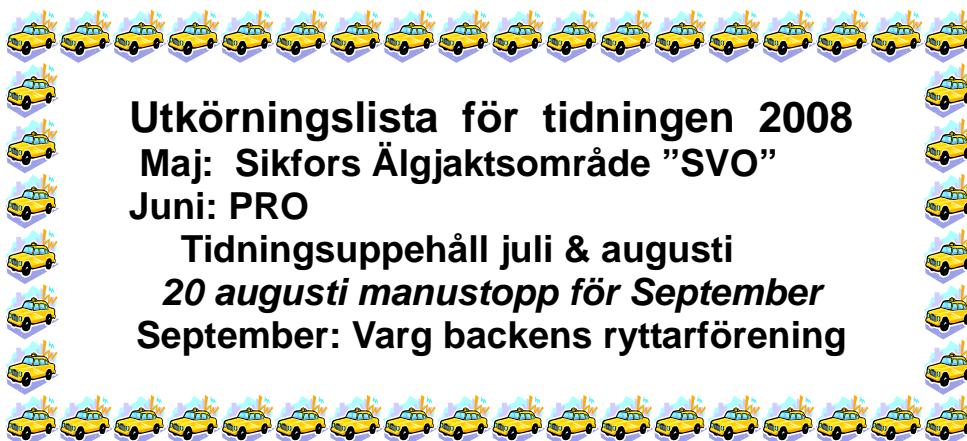 Utkörningslista för tidningen 2008
Maj: Sikfors Älgjaktsområde ”SVO”
Juni: PRO
Tidningsuppehåll juli & augusti
20 augusti manustopp för September
September: Varg backens ryttarförening